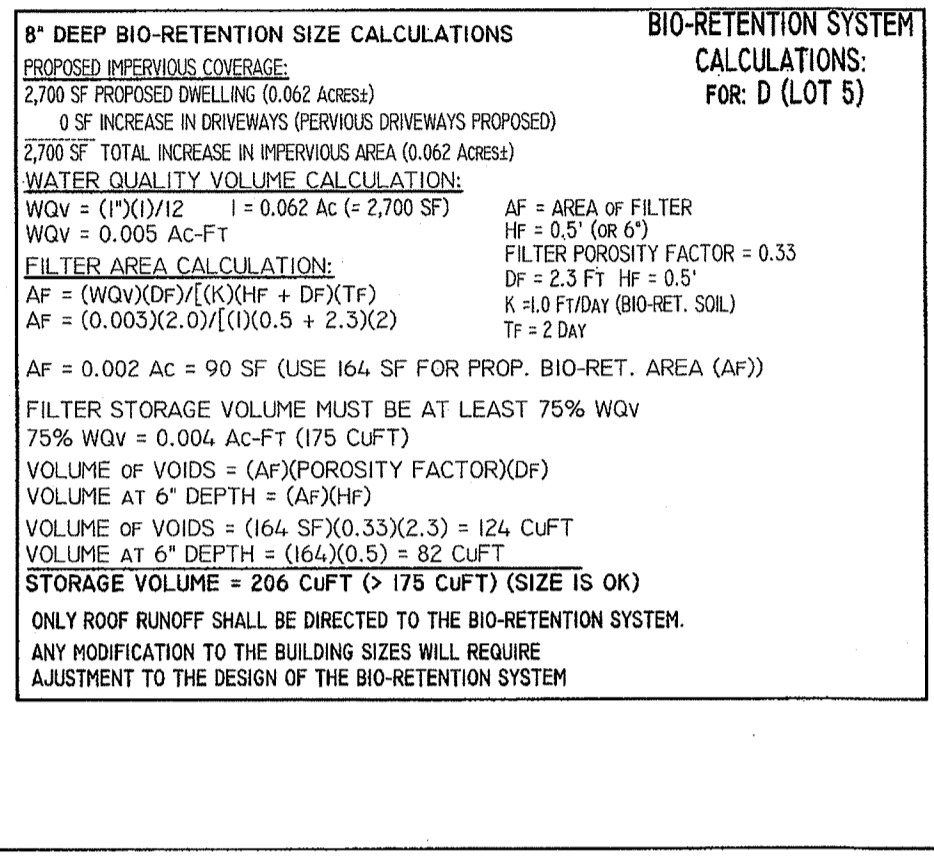 8" DEEP BIO-RETENTION SIZE CALCULATIONS
BIO-RETENTION SYSTEM
CALCULATIONS:
FOR: D (LOT 5)
PROPOSED IMPERVIOUS COVERAGE:
2,700 SF PROPOSED DWELLING (0.062 ACRES±)
0 SF INCREASE IN DRIVEWAYS (PERVIOUS DRIVEWAYS PROPOSED)
2,700 SF TOTAL INCREASE IN IMPERVIOUS AREA (0.062 ACRES±)
WATER QUALITY VOLUME CALCULATION:
WQV = (1")(I)/12 I = 0.062 AC (= 2,700 SF)
WQV = 0.005 AC-FT
AF = AREA OF FILTER
HF = 0.5' (OR 6")
FILTER POROSITY FACTOR = 0.33
DF = 2.3 FT HF = 0.5'
K =1.0 FT/DAY (BIO-RET. SOIL)
TF = 2 DAY
FILTER AREA CALCULATION:
AF = (WQV)(DF)/[(K)(HF + DF)(TF)
AF = (0.003)(2.0)/[(1)(0.5 + 2.3)(2)
AF = 0.002 AC = 90 SF (USE 164 SF FOR PROP. BIO-RET. AREA (AF))
FILTER STORAGE VOLUME MUST BE AT LEAST 75% WQV
75% WQV = 0.004 AC-FT (175 CUFT)
VOLUME OF VOIDS = (AF)(POROSITY FACTOR)(DF)
VOLUME AT 6" DEPTH = (AF)(HF)
VOLUME OF VOIDS = (164 SF)(0.33)(2.3) = 124 CUFT
VOLUME AT 6" DEPTH = (164)(0.5) = 82 CUFT
STORAGE VOLUME = 206 CUFT (> 175 CUFT) (SIZE IS OK)
ONLY ROOF RUNOFF SHALL BE DIRECTED TO THE BIO-RETENTION SYSTEM.
ANY MODIFICATION TO THE BUILDING SIZES WILL REQUIRE
AJUSTMENT TO THE DESIGN OF THE BIO-RETENTION SYSTEM